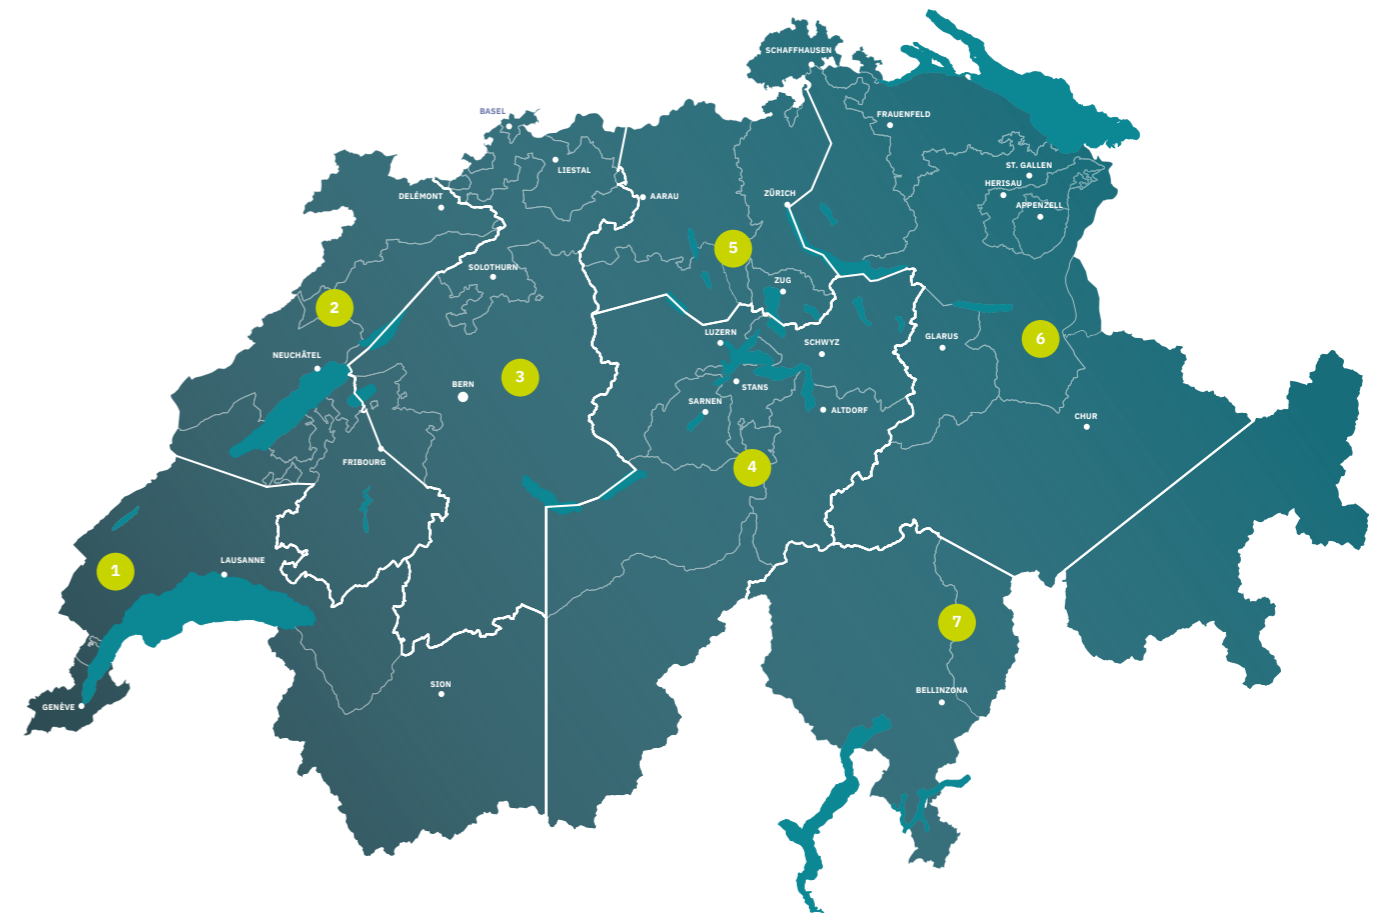 SCHAFFHAUSEN
BASEL
FRAUENFELD
LIESTAL
ST. GALLEN
HERISAU
DELÉMONT
AARAU
ZÜRICH
APPENZELL
5
SOLOTHURN
ZUG
2
LUZERN
GLARUS
6
SCHWYZ
NEUCHÂTEL
3
BERN
STANS
SARNEN
ALTDORF
CHUR
FRIBOURG
4
LAUSANNE
1
7
SION
BELLINZONA
GENÈVE